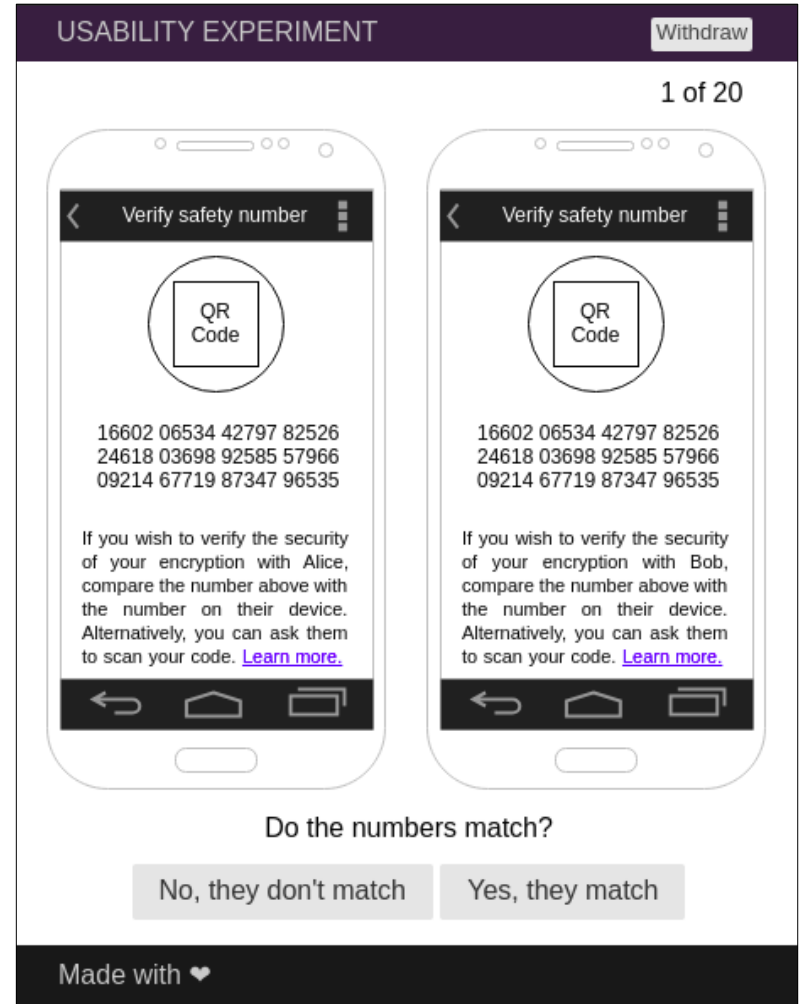 USABILITY EXPERIMENT
Withdraw
1 of 20
Verify safety number
QR
Code
16602 06534 42797 82526
24618 03698 92585 57966
09214 67719 87347 96535
If you wish to verify the security
of your encryption with Alice,
compare the number above with
the number on their device.
Alternatively, you can ask them
to scan your code. Learn more.
Verify safety number
QR
Code
16602 06534 42797 82526
24618 03698 92585 57966
09214 67719 87347 96535
If you wish to verify the security
of your encryption with Bob,
compare the number above with
the number on their device.
Alternatively, you can ask them
to scan your code. Learn more.
Do the numbers match?
No, they don't match
Yes, they match
Made with ❤